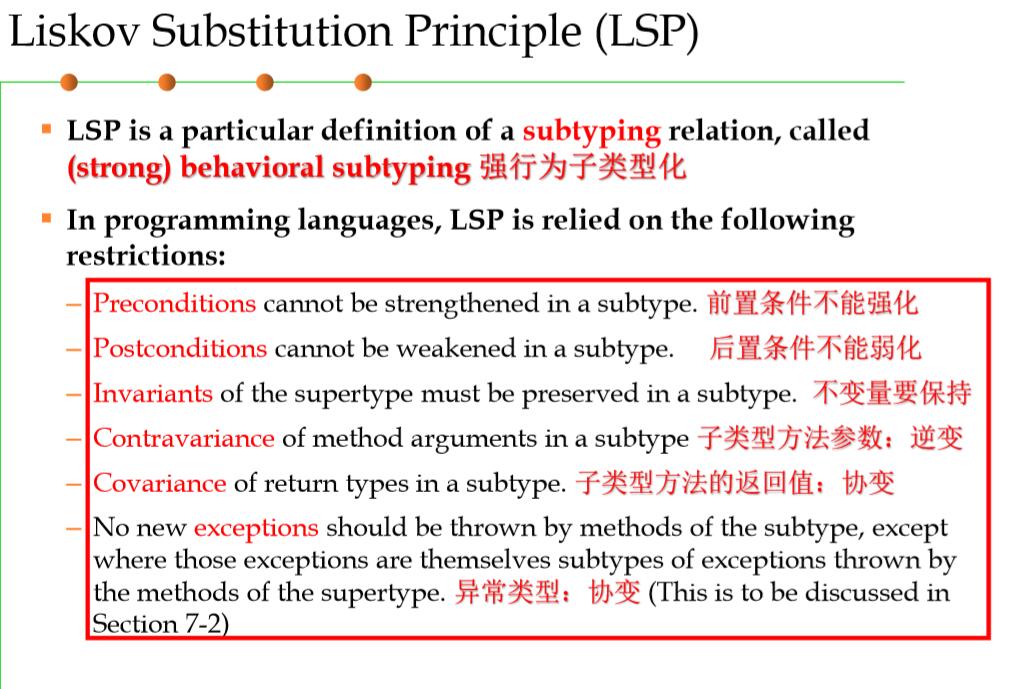 Liskov Substitution Principle (LSP)
LSP is a particular definition of a subtyping relation, called
(strong) behavioral subtyping 强行为子类型化
In programming languages, LSP is relied on the following
restrictions:
– Preconditions cannot be strengthened in a subtype. 前置条件不能强化
– Postconditions cannot be weakened in a subtype. 后置条件不能弱化
– Invariants of the supertype must be preserved in a subtype. 不变量要保持
– Contravariance of method arguments in a subtype 子类型方法参数：逆变
– Covariance of return types in a subtype. 子类型方法的返回值：协变
– No new exceptions should be thrown by methods of the subtype, except
where those exceptions are themselves subtypes of exceptions thrown by
the methods of the supertype. 异常类型：协变 (This is to be discussed in
Section 7-2)